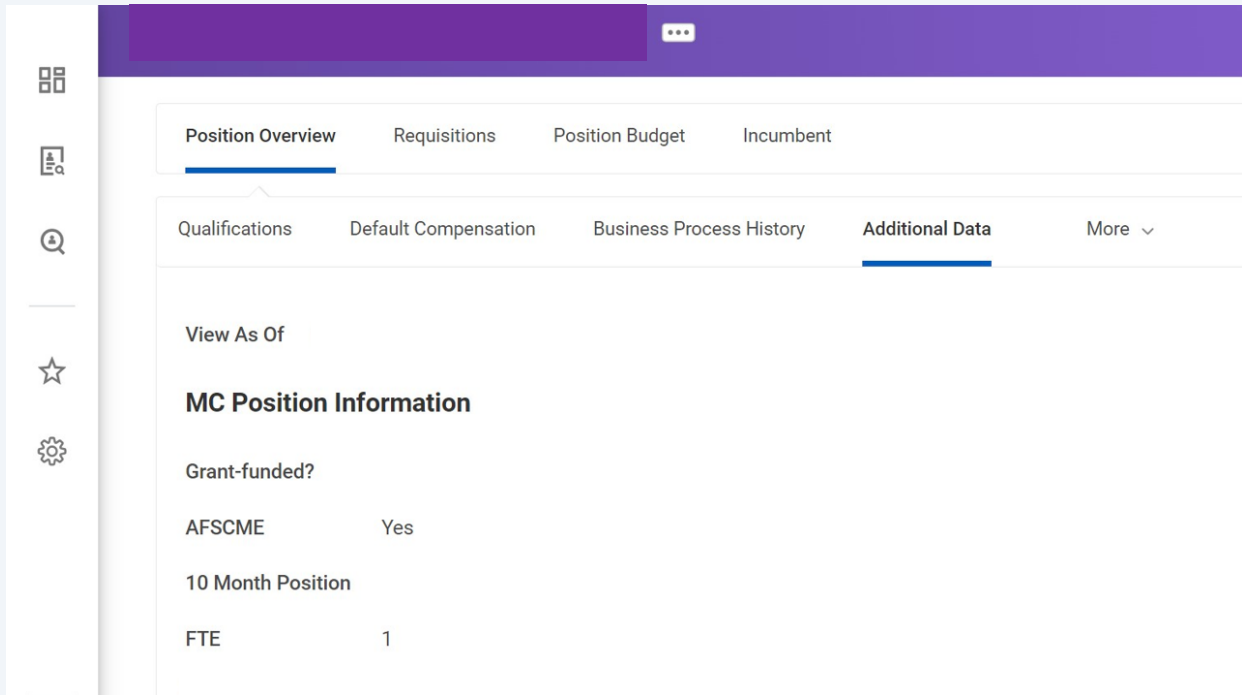 Position Overview Requisitions Position Budget Incumbent
Qualifications Default Compensation Business Process History Additional Data More
View As Of
MC Position Information
Grant-funded?
AFSCME Yes
10 Month Position
FTE 1